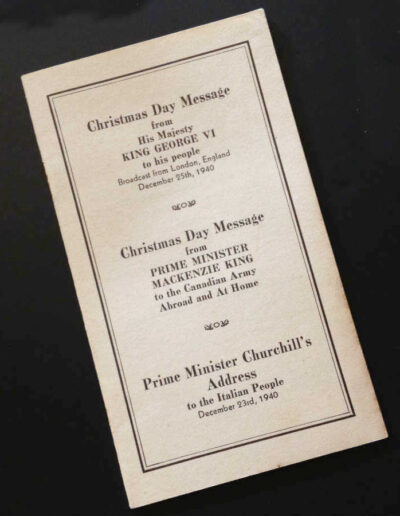 Christmas Day Message
from
His Majesty
KING GEORGE VI
to his people
Broadcast from London, England
December 25th, 1940
Christmas Day Message
from
PRIME MINISTER
MACKENZIE KING
to the Canadian Army
Abroad and At Home
Prime Minister Churchill's
Address
to the Italian People
December 23rd, 1940